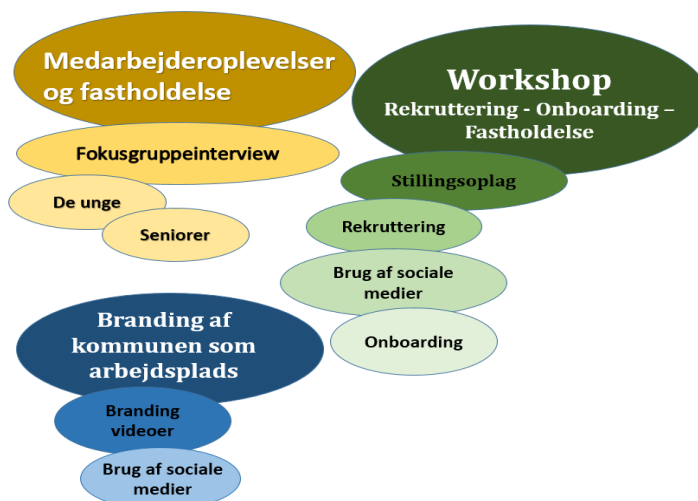 Medarbejderoplevelser
og fastholdelse
Fokusgruppeinterview
De unge
Seniorer
Workshop
Rekruttering - Onboarding –
Fastholdelse
Stillingsoplag
Rekruttering
Brug af sociale
medier
Onboarding
Branding af
kommunen som
arbejdsplads
Branding
videoer
Brug af sociale
medier